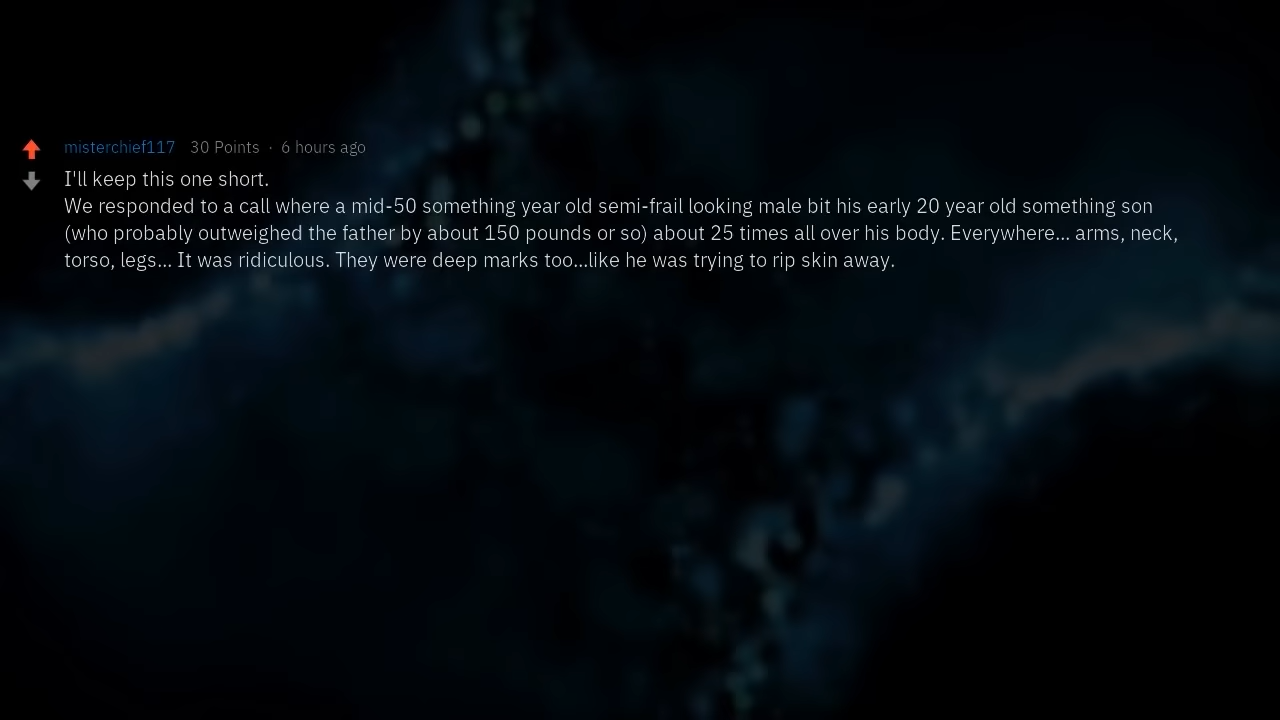 misterchief117 30 Points · 6 hours ago
I'll keep this one short.
We responded to a call where a mid-50 something year old semi-frail looking male bit his early 20 year old something son
(who probably outweighed the father by about 150 pounds or so) about 25 times all over his body. Everywhere... arms, neck,
torso, legs... It was ridiculous. They were deep marks too...like he was trying to rip skin away.